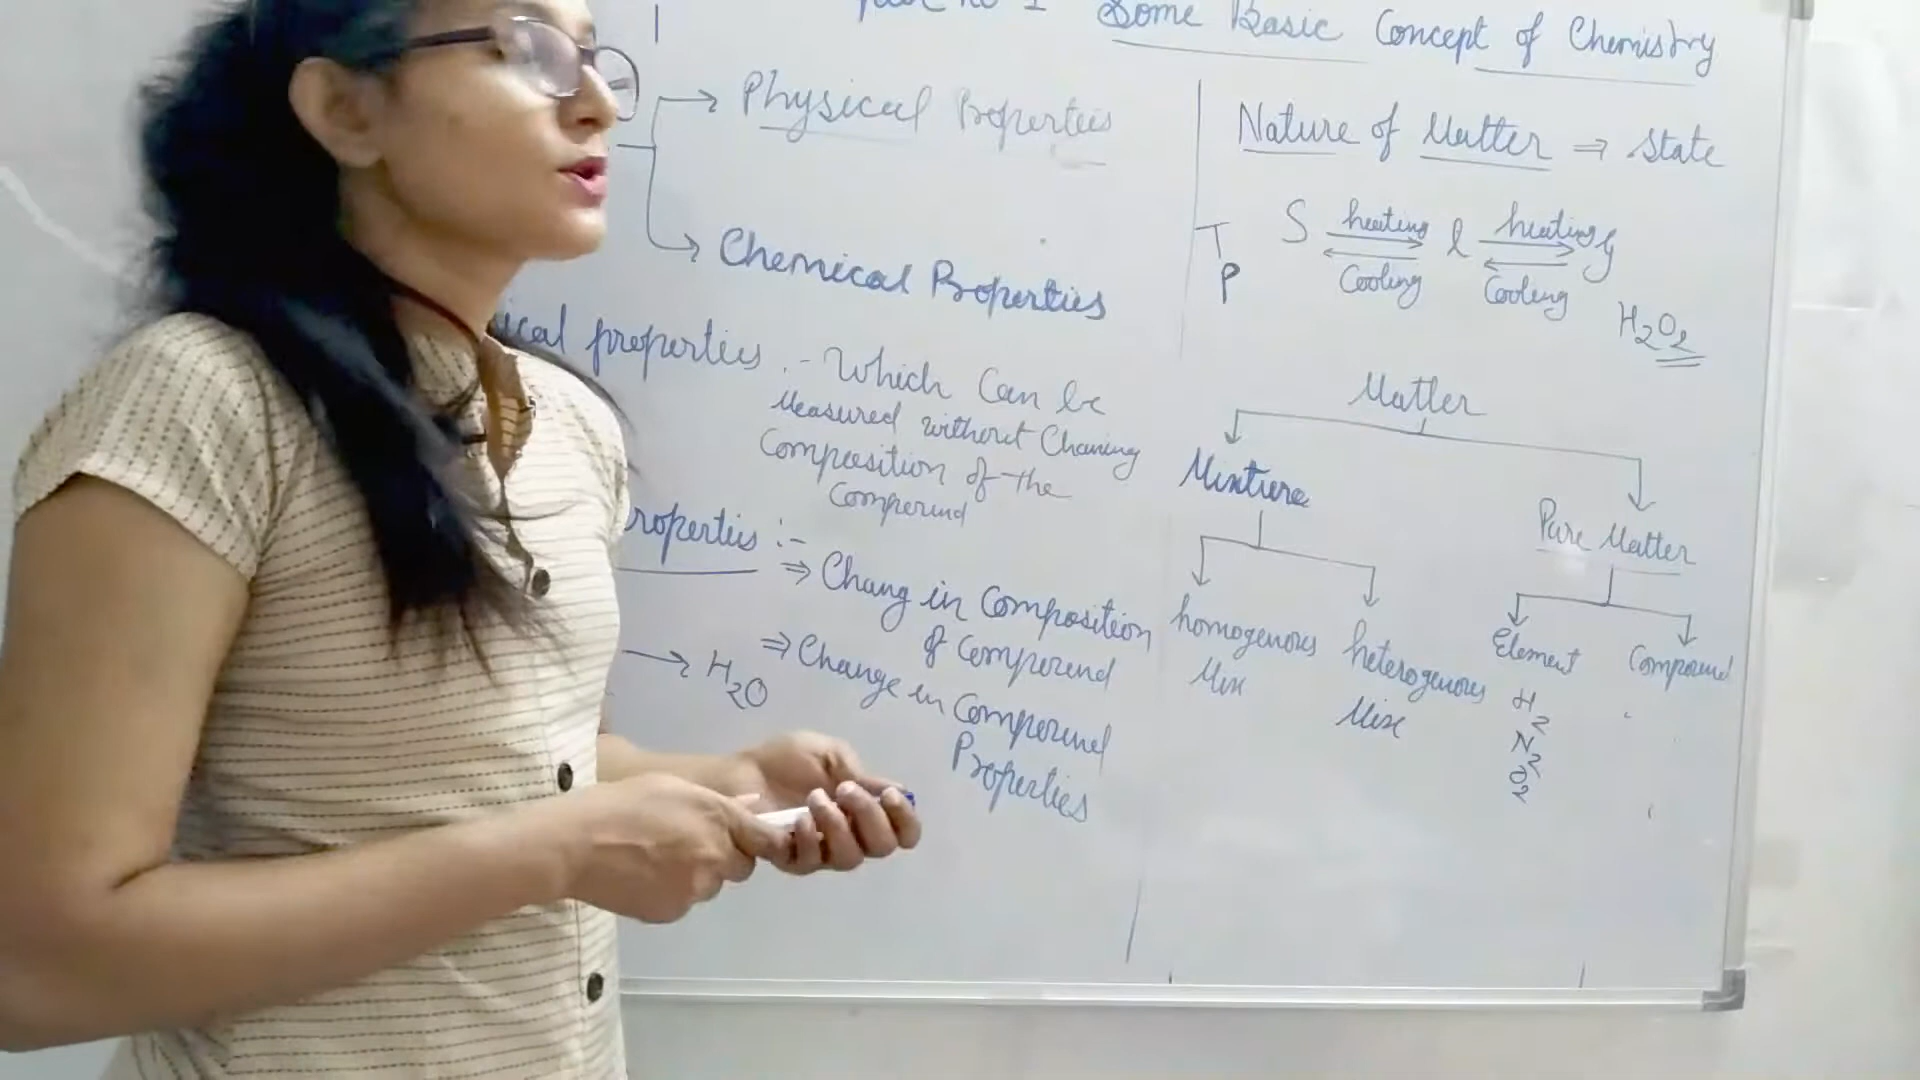 Some Basic Concept of Chemistry
Physical Properties
Chemical Properties
ical properties :- Which Can be
Measured without Chaning
Composition of the
Compound
roperties :-
⇒ Chang in Composition
of Compound
→ H2O
⇒ Change in Compound
Properties
Nature of Matter ⇒ State
T
P
S heating l heating g
Cooling Cooling
H2O2
Matter
Mixture
Pure Matter
homogenous
Mix
heterogenous
Mix
Element
Compound
H2
N2
O2